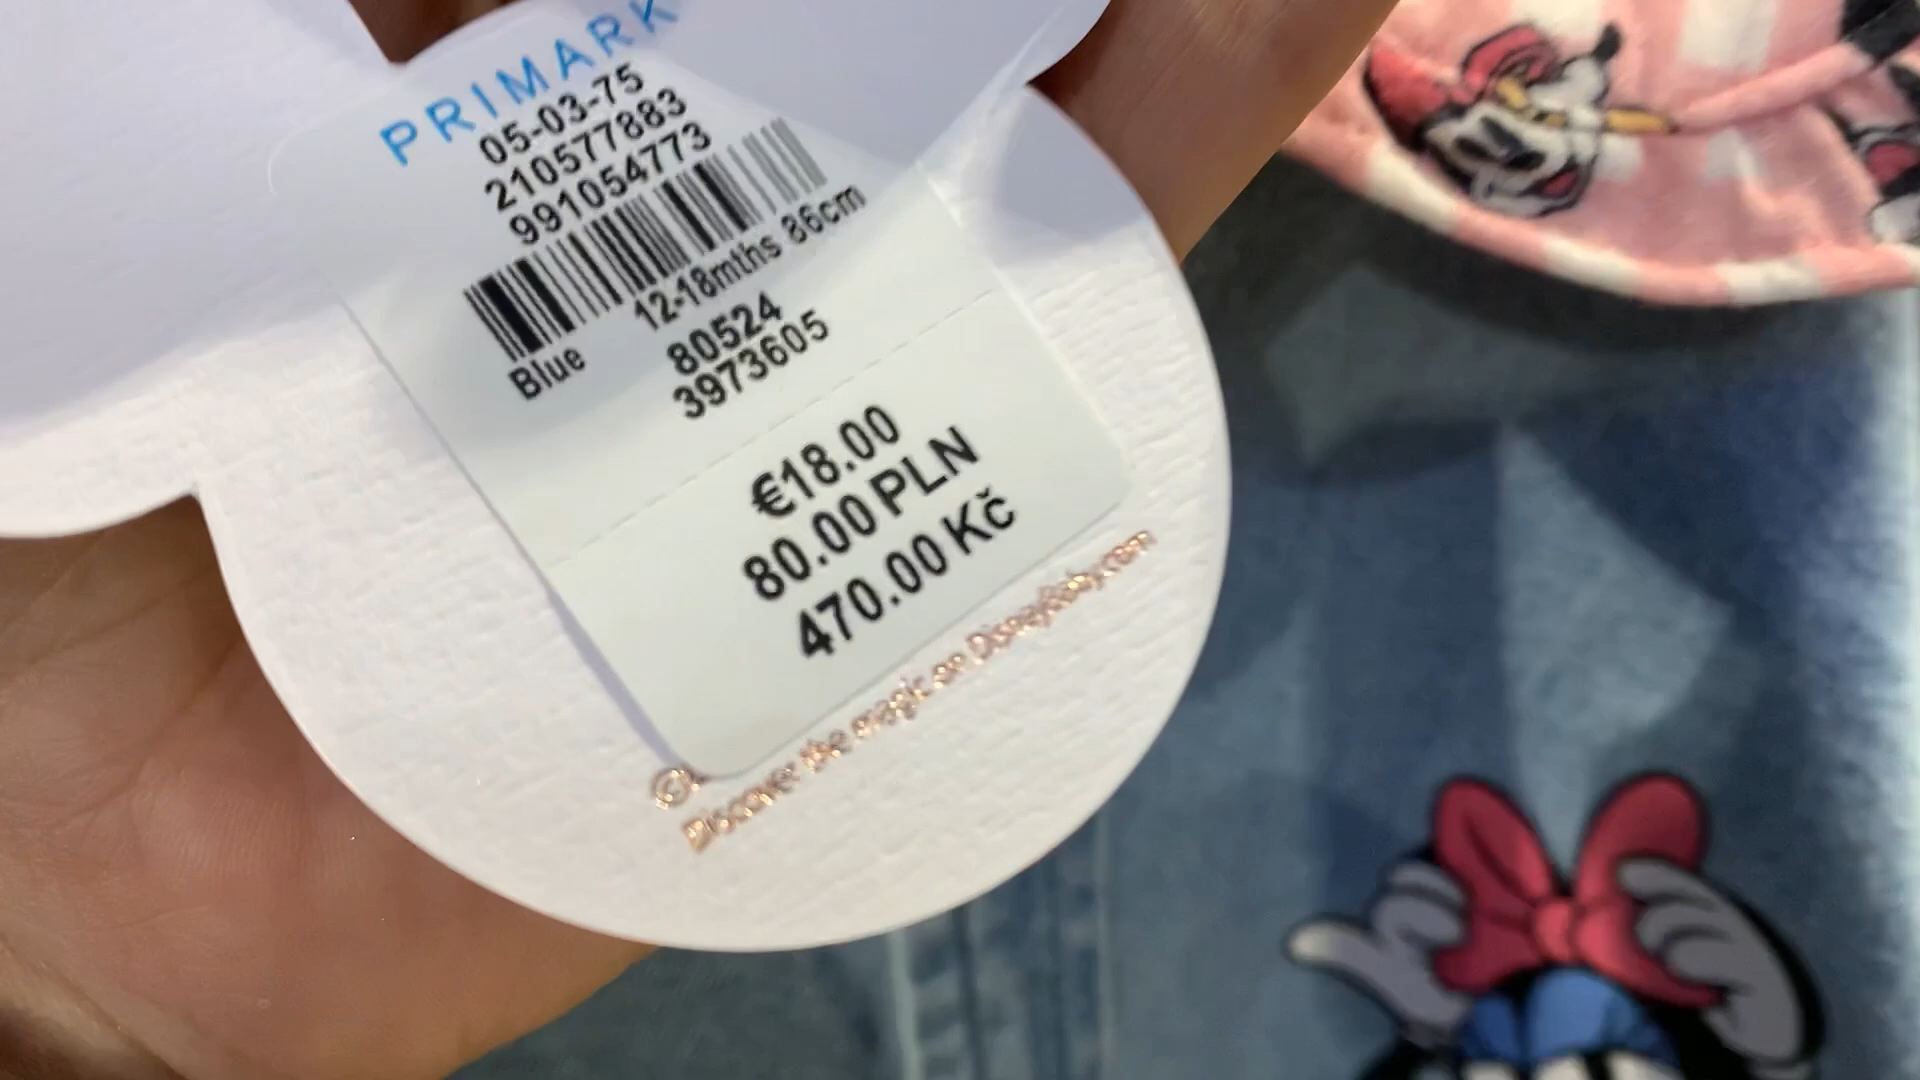 PRIMARK
05-03-75
210577883
991054773
12-18mths 86cm
Blue
80524
3973605
€18.00
80.00 PLN
470.00 Kč
©
Discover the magic on DisneyBaby.com